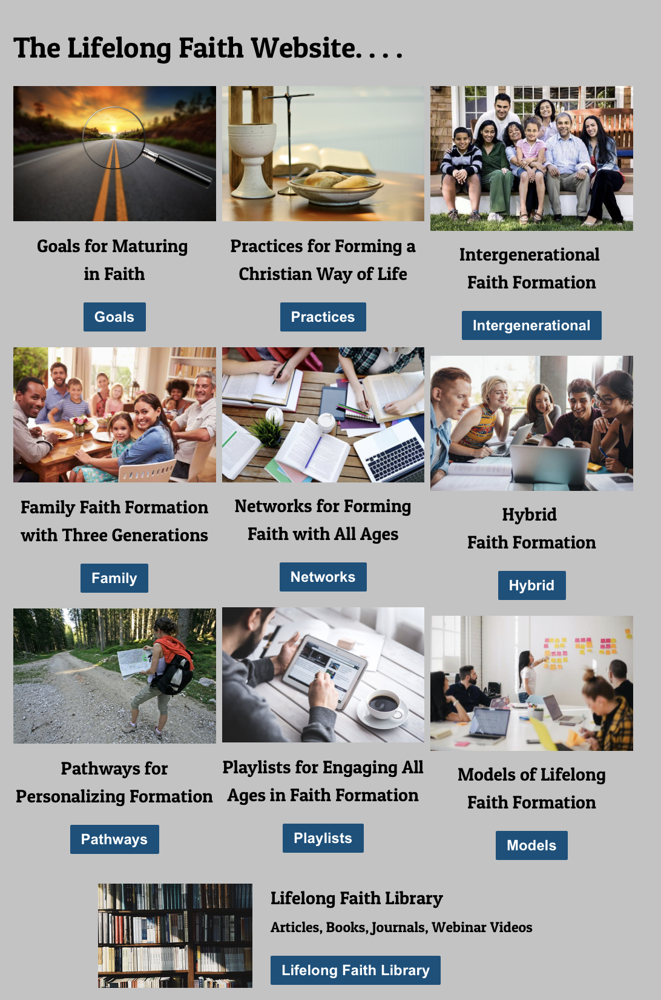 The Lifelong Faith Website. . . .
Goals for Maturing
in Faith
Goals
Practices for Forming a
Christian Way of Life
Practices
Intergenerational
Faith Formation
Intergenerational
Family Faith Formation
with Three Generations
Family
Networks for Forming
Faith with All Ages
Networks
Hybrid
Faith Formation
Hybrid
Pathways for
Personalizing Formation
Pathways
Playlists for Engaging All
Ages in Faith Formation
Playlists
Models of Lifelong
Faith Formation
Models
Lifelong Faith Library
Articles, Books, Journals, Webinar Videos
Lifelong Faith Library